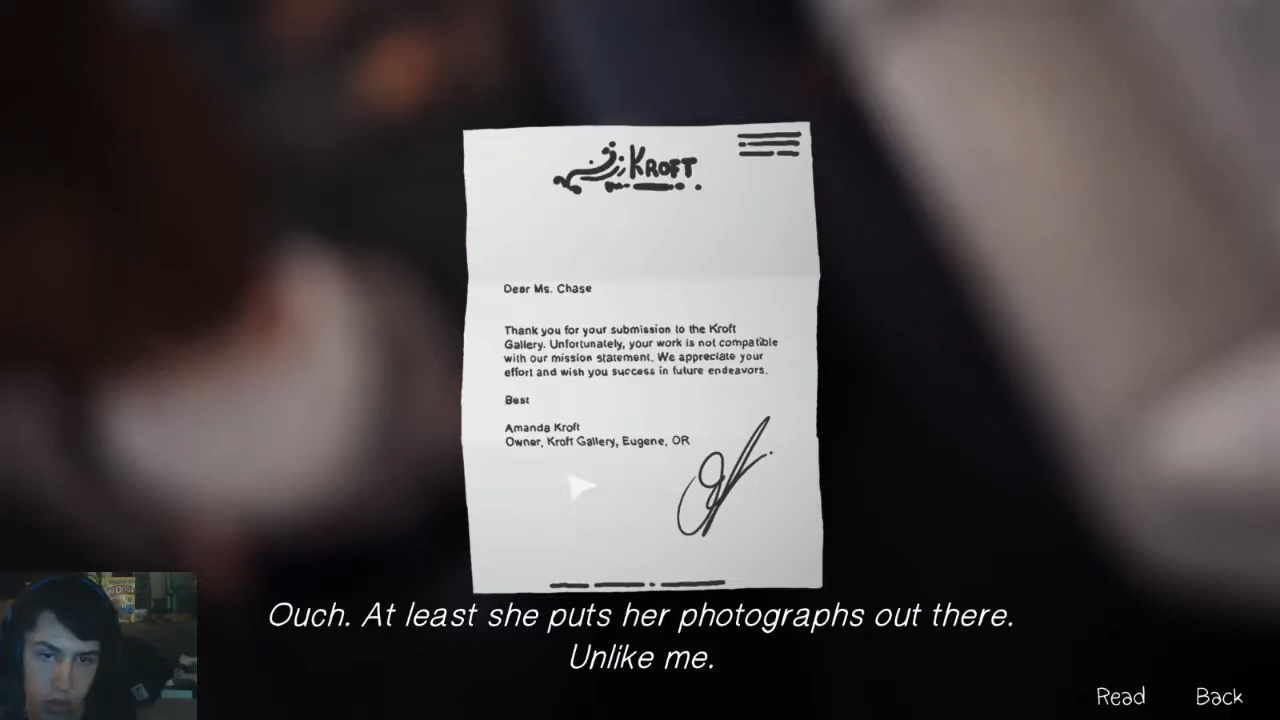 KROFT
Dear Ms. Chase
Thank you for your submission to the Kroft
Gallery. Unfortunately, your work is not compatible
with our mission statement. We appreciate your
effort and wish you success in future endeavors.
Best
Amanda Kroft
Owner, Kroft Gallery, Eugene, OR
Ouch. At least she puts her photographs out there.
Unlike me.
Read Back